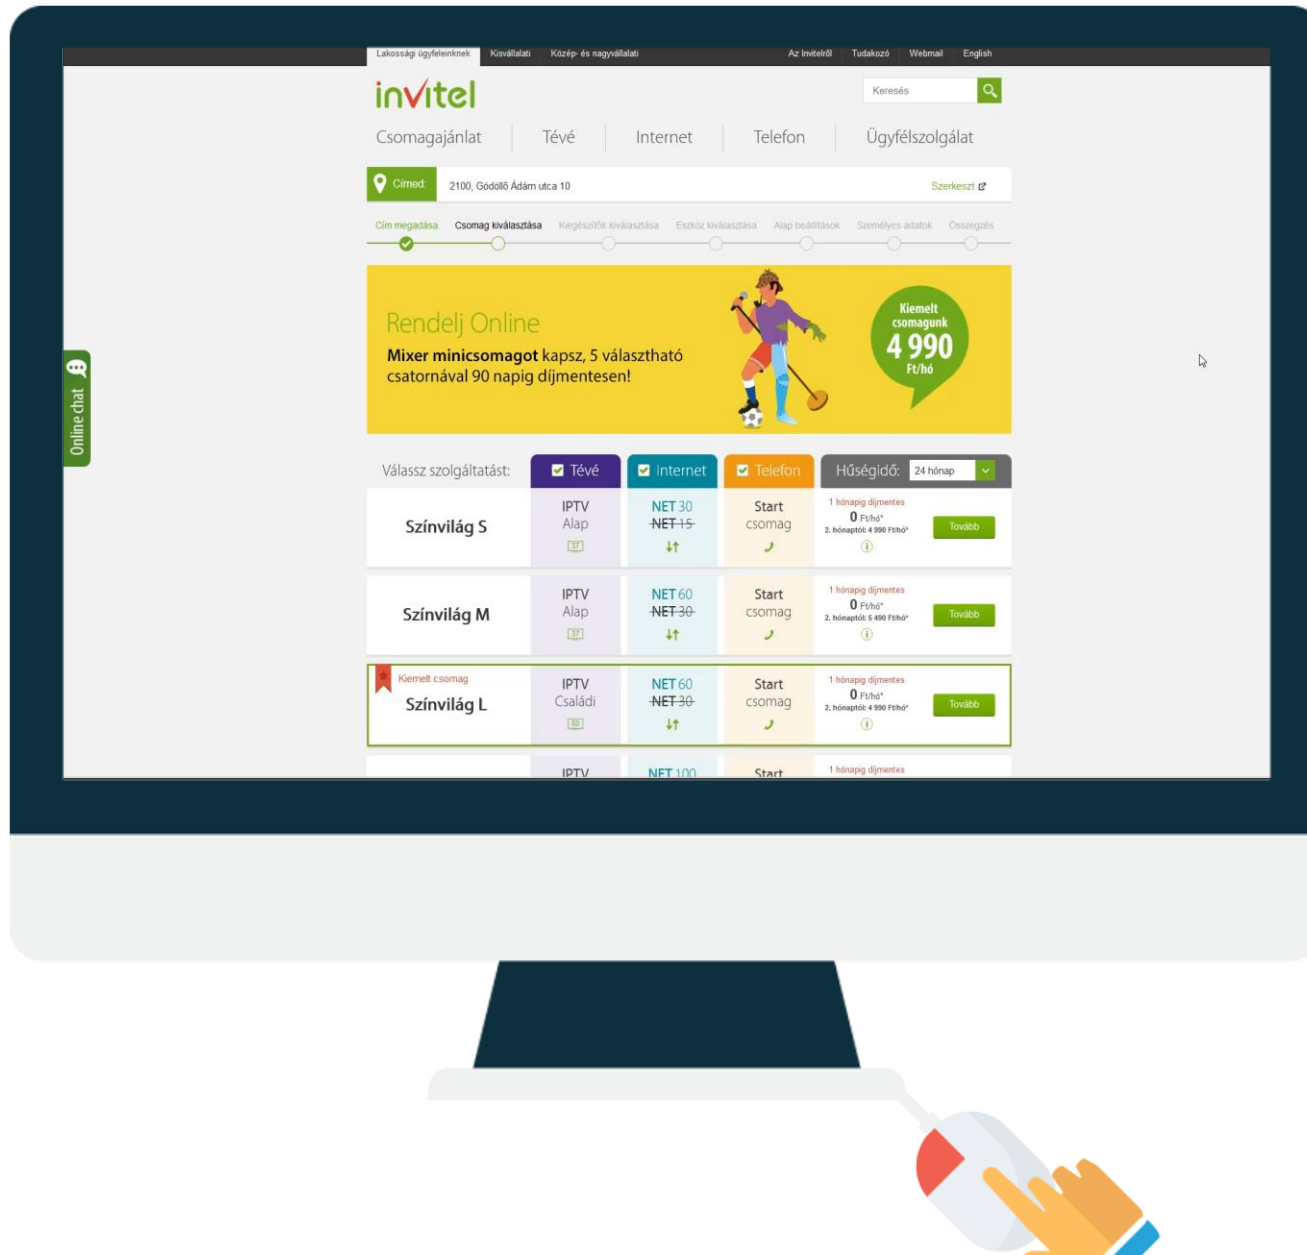 Lakossági ügyfeleinknek Kisvállalati Közép- és nagyvállalati Az Invitelről Tudakozó Webmail English
invitel
Keresés
Csomagajánlat Tévé Internet Telefon Ügyfélszolgálat
Címed: 2100, Gödöllő Ádám utca 10 Szerkeszt
Cím megadása Csomag kiválasztása Kiegészítők kiválasztása Eszköz kiválasztása Alap beállítások Személyes adatok Összegzés
Rendelj Online
Mixer minicsomagot kapsz, 5 választható
csatornával 90 napig díjmentesen!
Kiemelt
csomagunk
4 990
Ft/hó
Online chat
Válassz szolgáltatást: Tévé Internet Telefon Hűségidő: 24 hónap
Színvilág S
IPTV
Alap
37
NET 30
NET 15
Start
csomag
1 hónapig díjmentes
0 Ft/hó*
2. hónaptól: 4 990 Ft/hó*
Tovább
Színvilág M
IPTV
Alap
37
NET 60
NET 30
Start
csomag
1 hónapig díjmentes
0 Ft/hó*
2. hónaptól: 5 490 Ft/hó*
Tovább
Kiemelt csomag
Színvilág L
IPTV
Családi
NET 60
NET 30
Start
csomag
1 hónapig díjmentes
0 Ft/hó*
2. hónaptól: 4 990 Ft/hó*
Tovább
IPTV NET 100 Start 1 hónapig díjmentes